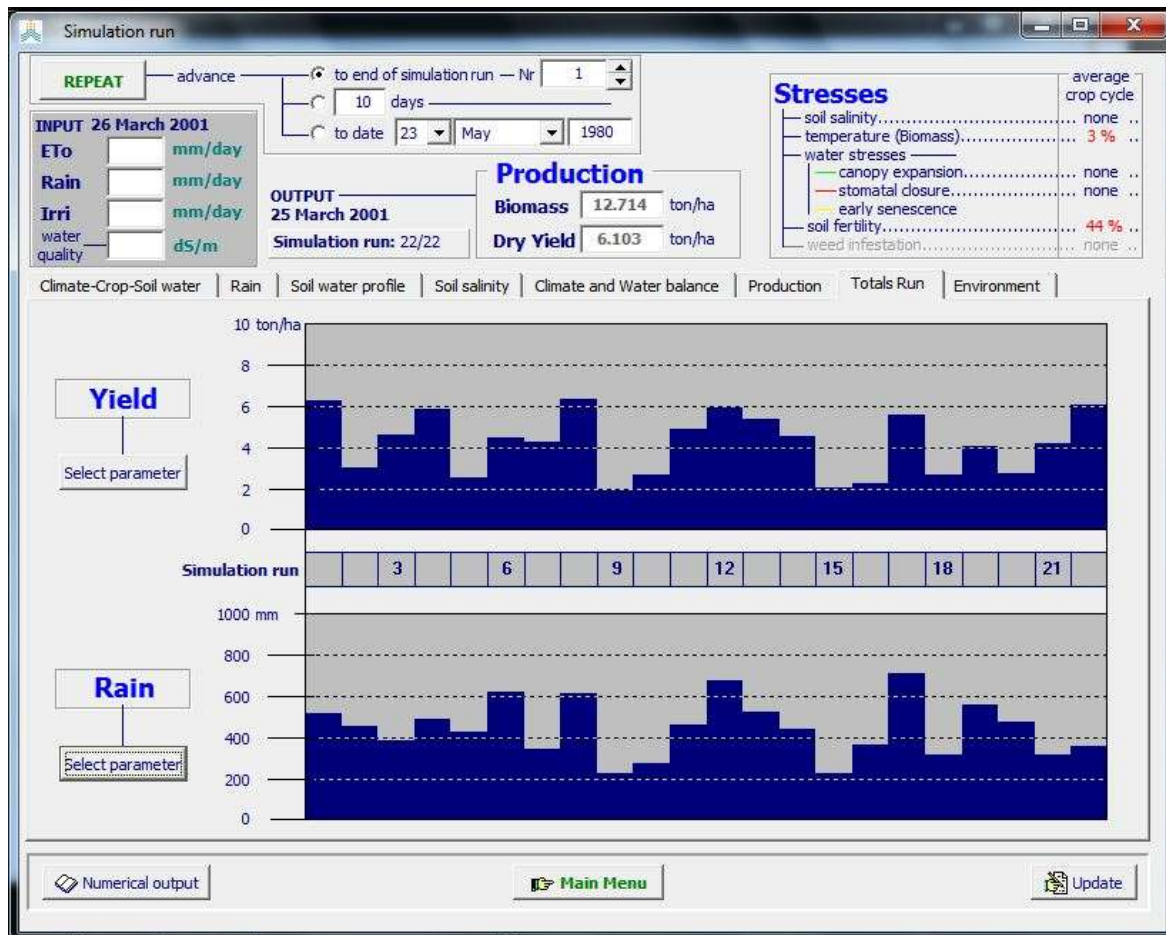 Simulation run
REPEAT
advance
to end of simulation run — Nr 1
10 days
to date 23 May 1980
INPUT 26 March 2001
ETo mm/day
Rain mm/day
Irri mm/day
water quality dS/m
OUTPUT
25 March 2001
Simulation run: 22/22
Production
Biomass 12.714 ton/ha
Dry Yield 6.103 ton/ha
Stresses
average
crop cycle
soil salinity.................................... none ..
temperature (Biomass)................... 3 % ..
water stresses
canopy expansion..................... none ..
stomatal closure....................... none ..
early senescence
soil fertility..................................... 44 % ..
weed infestation............................ none ..
Climate-Crop-Soil water
Rain
Soil water profile
Soil salinity
Climate and Water balance
Production
Totals Run
Environment
10 ton/ha
8
Yield
6
4
Select parameter
2
0
Simulation run 3 6 9 12 15 18 21
1000 mm
800
Rain
600
400
Select parameter
200
0
Numerical output
Main Menu
Update